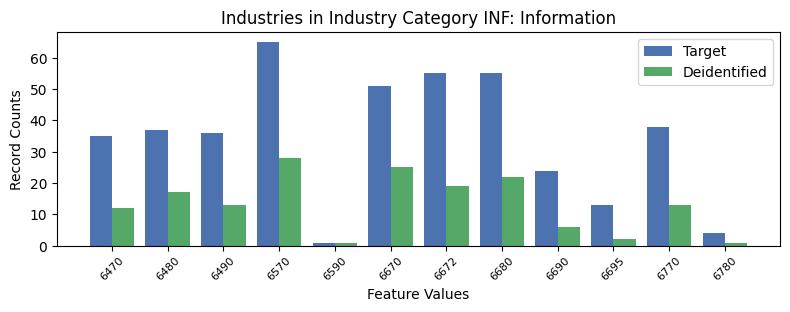 Industries in Industry Category INF: Information
Target
Deidentified
Record Counts
60
50
40
30
20
10
0
6470 6480 6490 6570 6590 6670 6672 6680 6690 6695 6770 6780
Feature Values